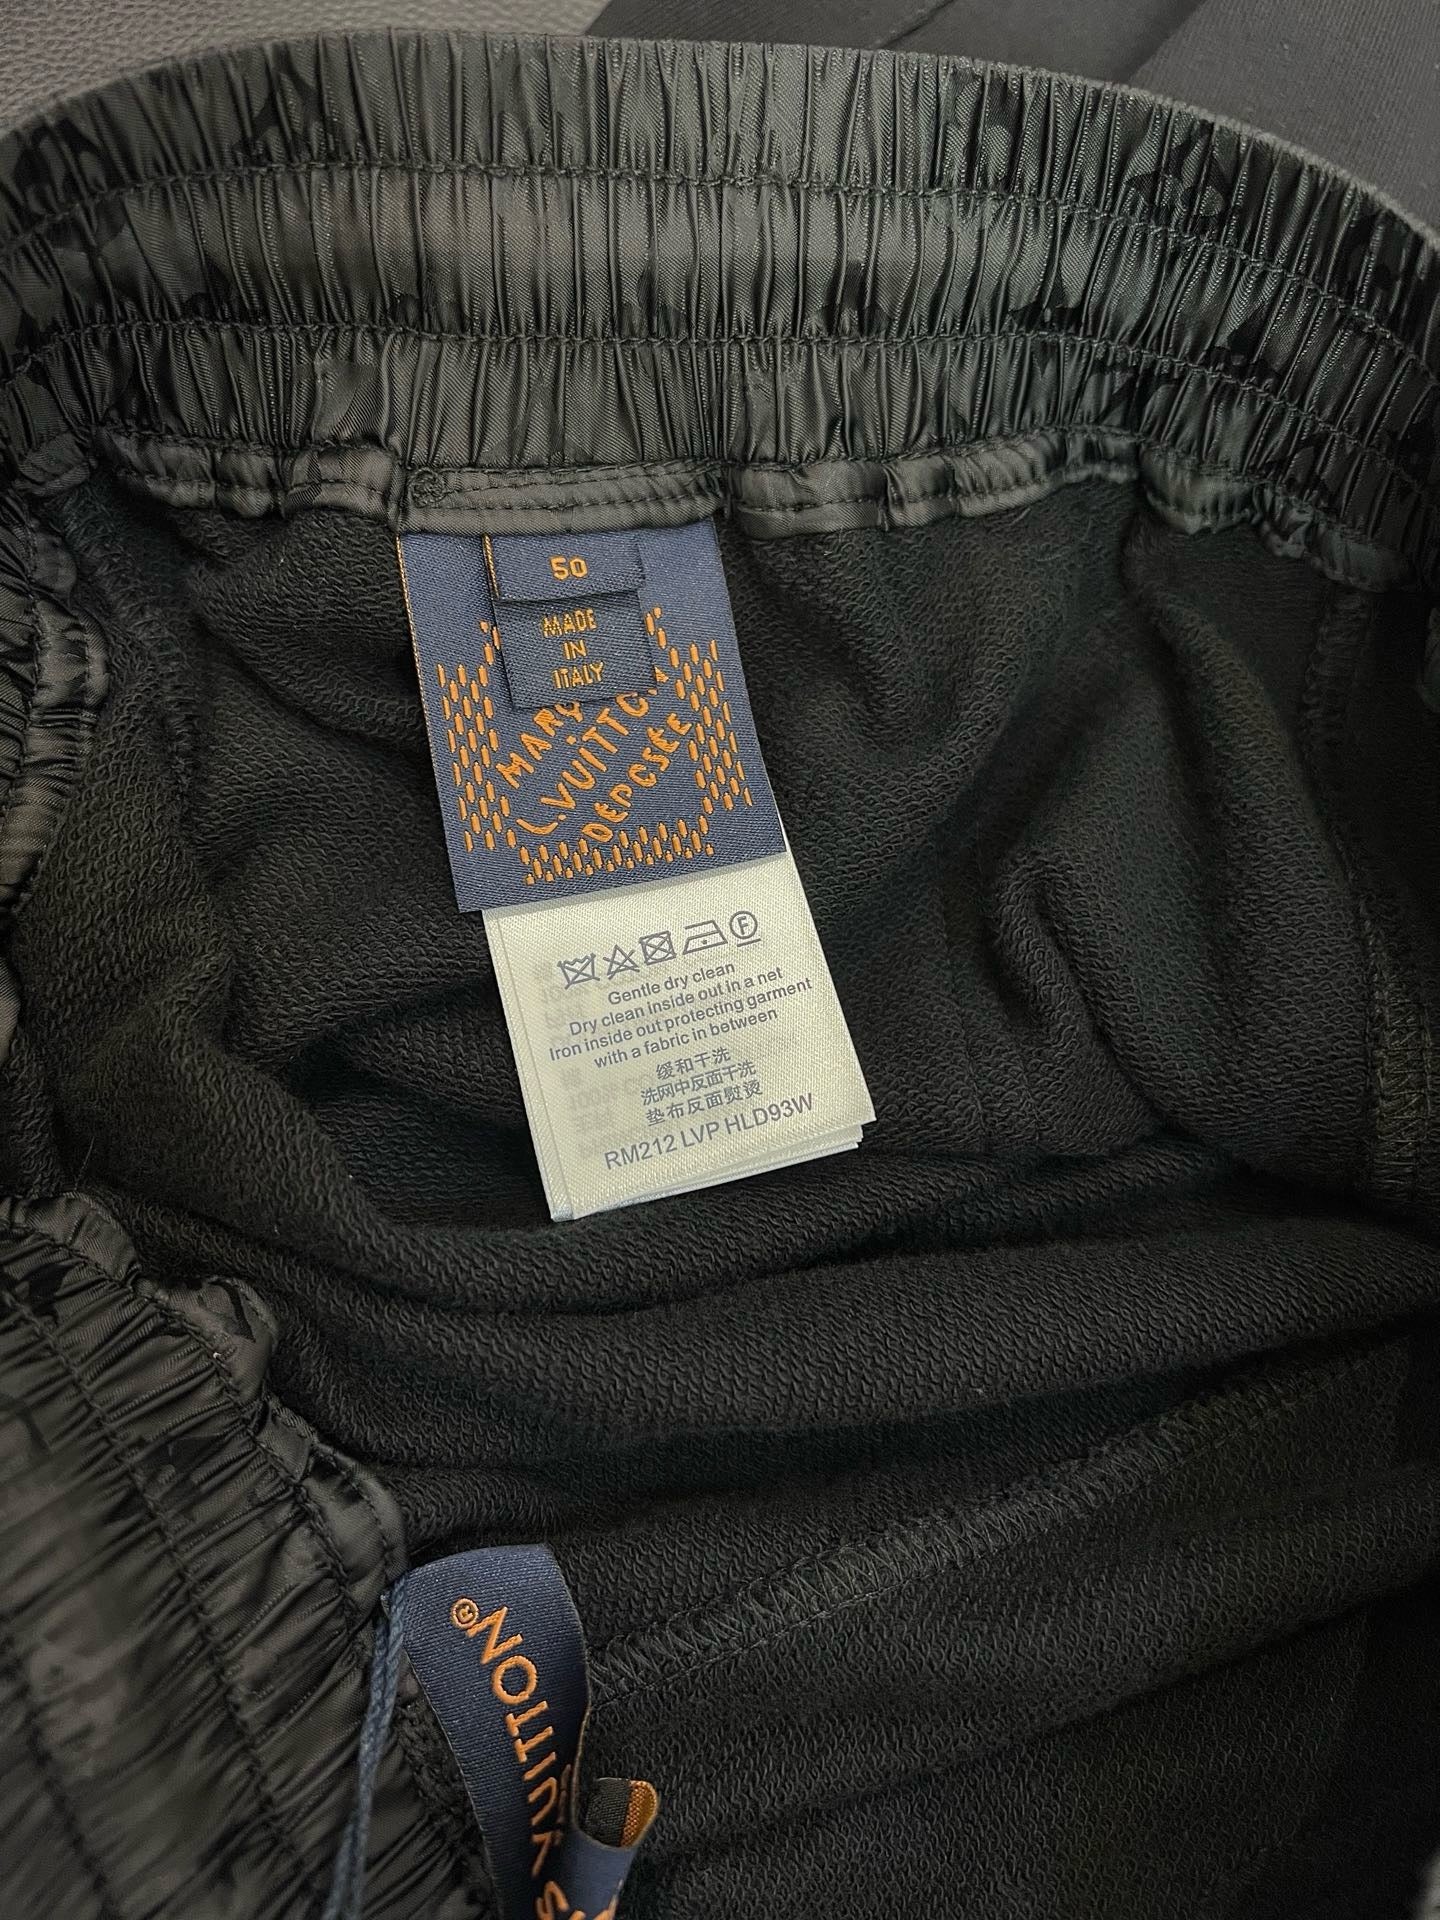 50
MADE
IN
ITALY
L.VUITTON
DEPOSÉE
Gentle dry clean
Dry clean inside out in a net
Iron inside out protecting garment
with a fabric in between
缓和干洗
洗网中反面干洗
垫布反面熨烫
RM212 LVP HLD93W
VUITTON®